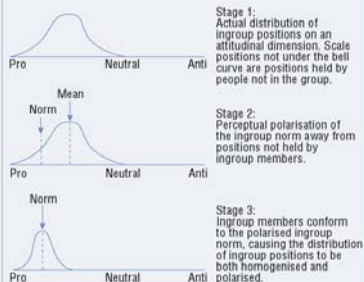 Stage 1:
Actual distribution of
ingroup positions on an
attitudinal dimension. Scale
positions not under the bell
curve are positions held by
people not in the group.
Pro Neutral Anti
Mean
Norm
Stage 2:
Perceptual polarisation of
the ingroup norm away from
positions not held by
ingroup members.
Pro Neutral Anti
Norm
Stage 3:
Ingroup members conform
to the polarised ingroup
norm, causing the distribution
of ingroup positions to be
both homogenised and
polarised.
Pro Neutral Anti